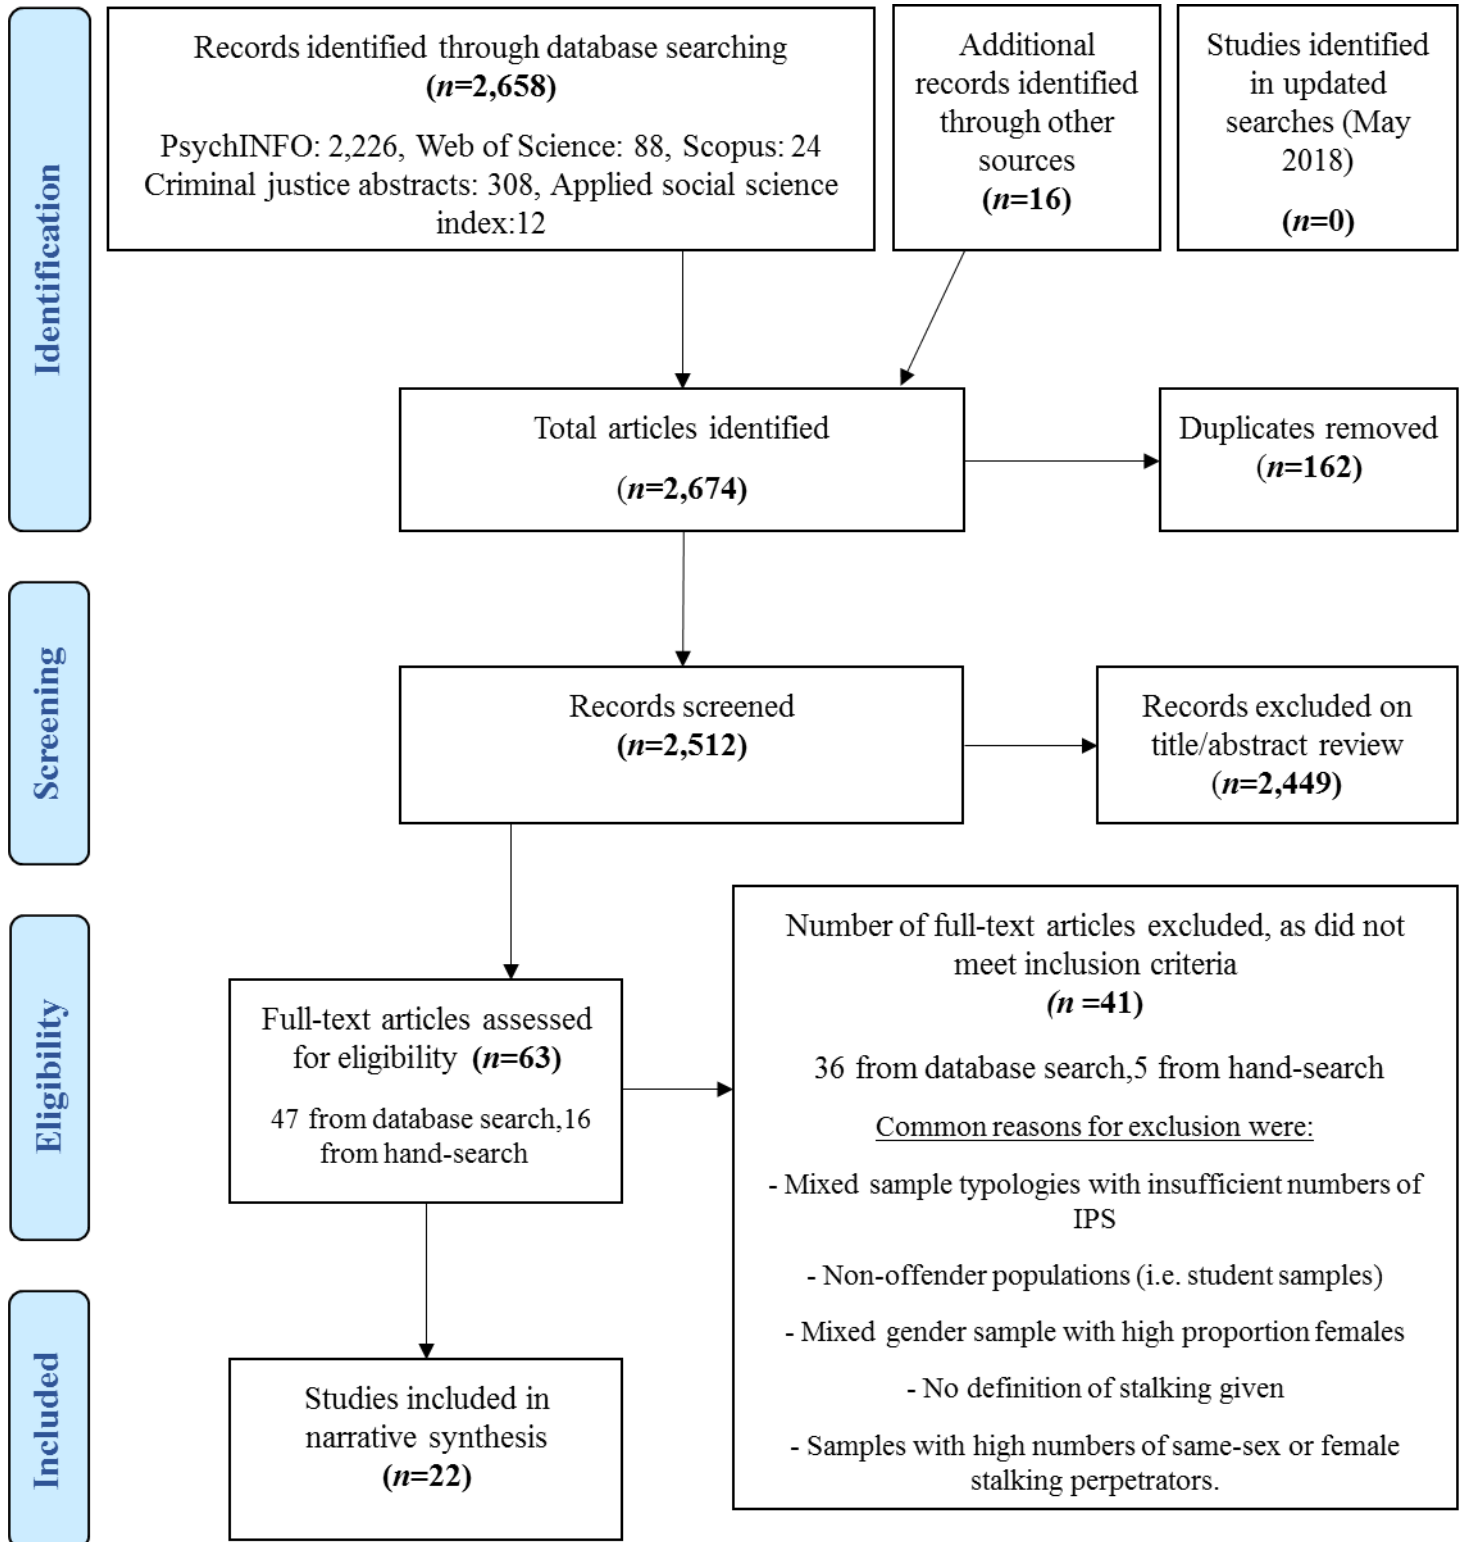 Identification
Records identified through database searching
(n=2,658)
PsychINFO: 2,226, Web of Science: 88, Scopus: 24
Criminal justice abstracts: 308, Applied social science
index:12
Additional
records identified
through other
sources
(n=16)
Studies identified
in updated
searches (May
2018)
(n=0)
Total articles identified
(n=2,674)
Duplicates removed
(n=162)
Screening
Records screened
(n=2,512)
Records excluded on
title/abstract review
(n=2,449)
Eligibility
Full-text articles assessed
for eligibility (n=63)
47 from database search,16
from hand-search
Number of full-text articles excluded, as did not
meet inclusion criteria
(n =41)
36 from database search,5 from hand-search
Common reasons for exclusion were:
- Mixed sample typologies with insufficient numbers of
IPS
- Non-offender populations (i.e. student samples)
- Mixed gender sample with high proportion females
- No definition of stalking given
- Samples with high numbers of same-sex or female
stalking perpetrators.
Included
Studies included in
narrative synthesis
(n=22)